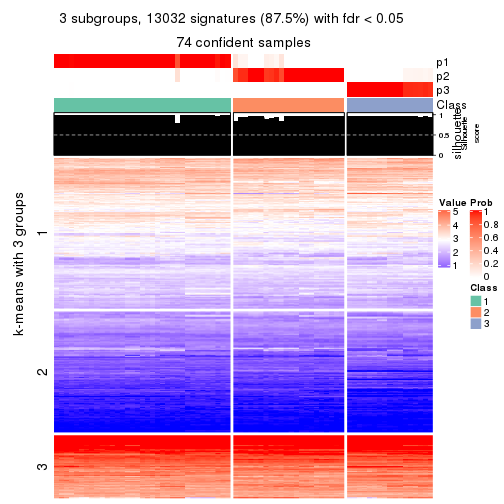 3 subgroups, 13032 signatures (87.5%) with fdr < 0.05
74 confident samples
p1
p2
p3
Class
1
0.5
0
silhouette
Silhouette
score
k-means with 3 groups
1
2
3
Value
5
4
3
2
1
Prob
1
0.8
0.6
0.4
0.2
0
Class
1
2
3